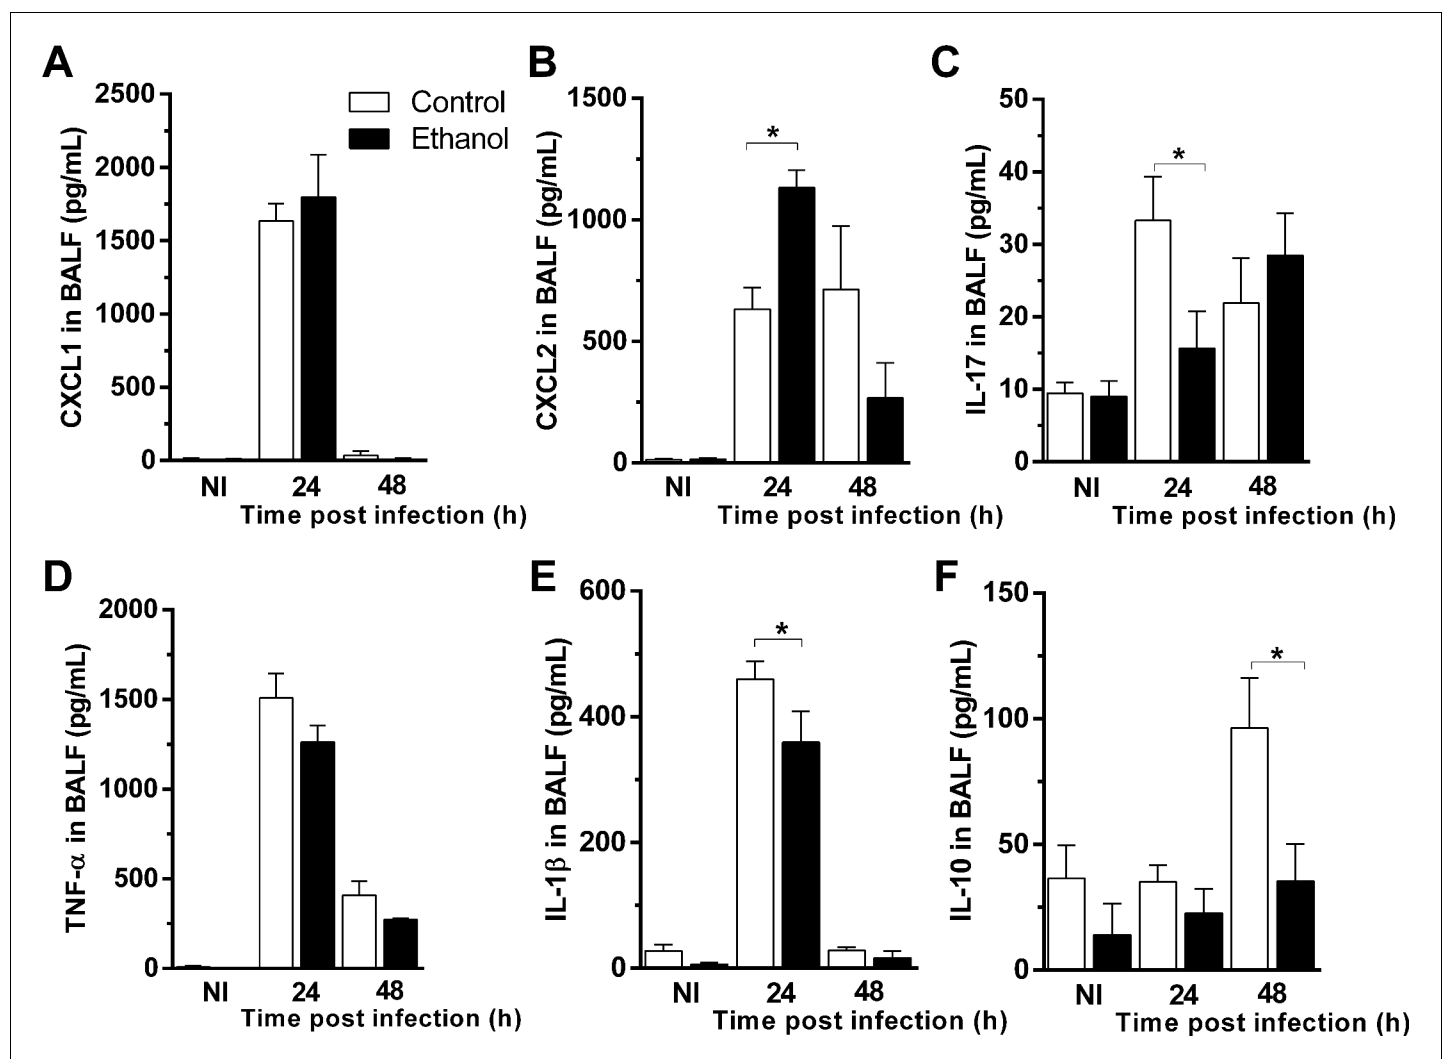 A
CXCL1 in BALF (pg/mL)
2500
2000
1500
1000
500
0
NI 24 48
Time post infection (h)
Control
Ethanol
B
CXCL2 in BALF (pg/mL)
1500
1000
500
0
*
NI 24 48
Time post infection (h)
C
IL-17 in BALF (pg/mL)
50
40
30
20
10
0
*
NI 24 48
Time post infection (h)
D
TNF-α in BALF (pg/mL)
2000
1500
1000
500
0
NI 24 48
Time post infection (h)
E
IL-1β in BALF (pg/mL)
600
400
200
0
*
NI 24 48
Time post infection (h)
F
IL-10 in BALF (pg/mL)
150
100
50
0
*
NI 24 48
Time post infection (h)